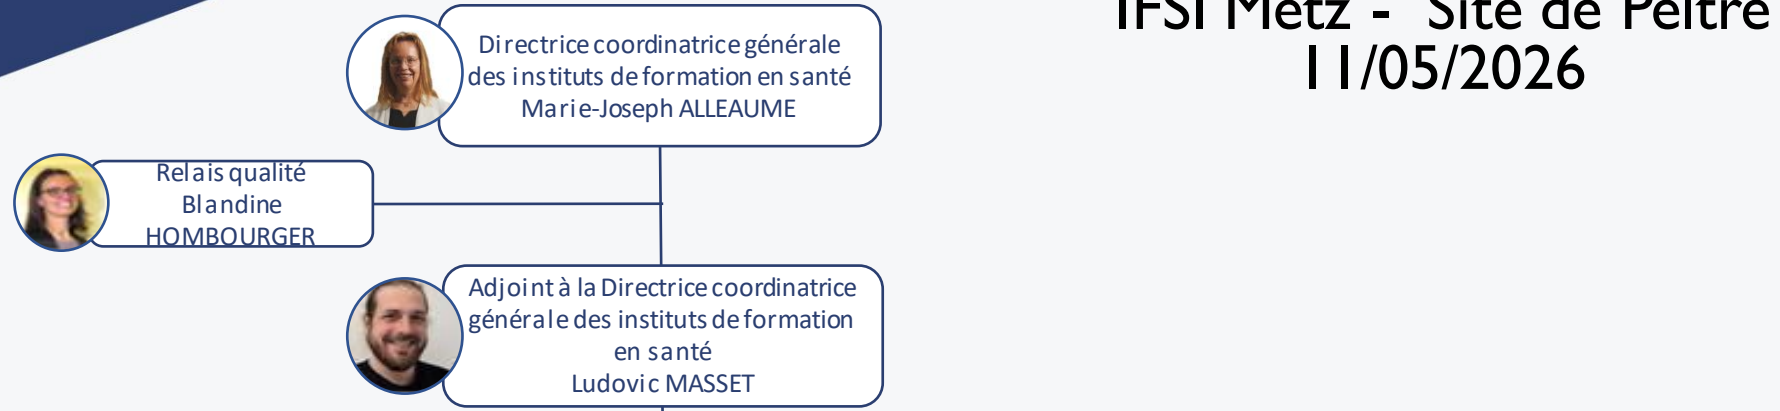 IFSI Metz - Site de Peltre
11/05/2026
Directrice coordinatrice générale
des instituts de formation en santé
Marie-Joseph ALLEAUME
Relais qualité
Blandine
HOMBOURGER
Adjoint à la Directrice coordinatrice
générale des instituts de formation
en santé
Ludovic MASSET